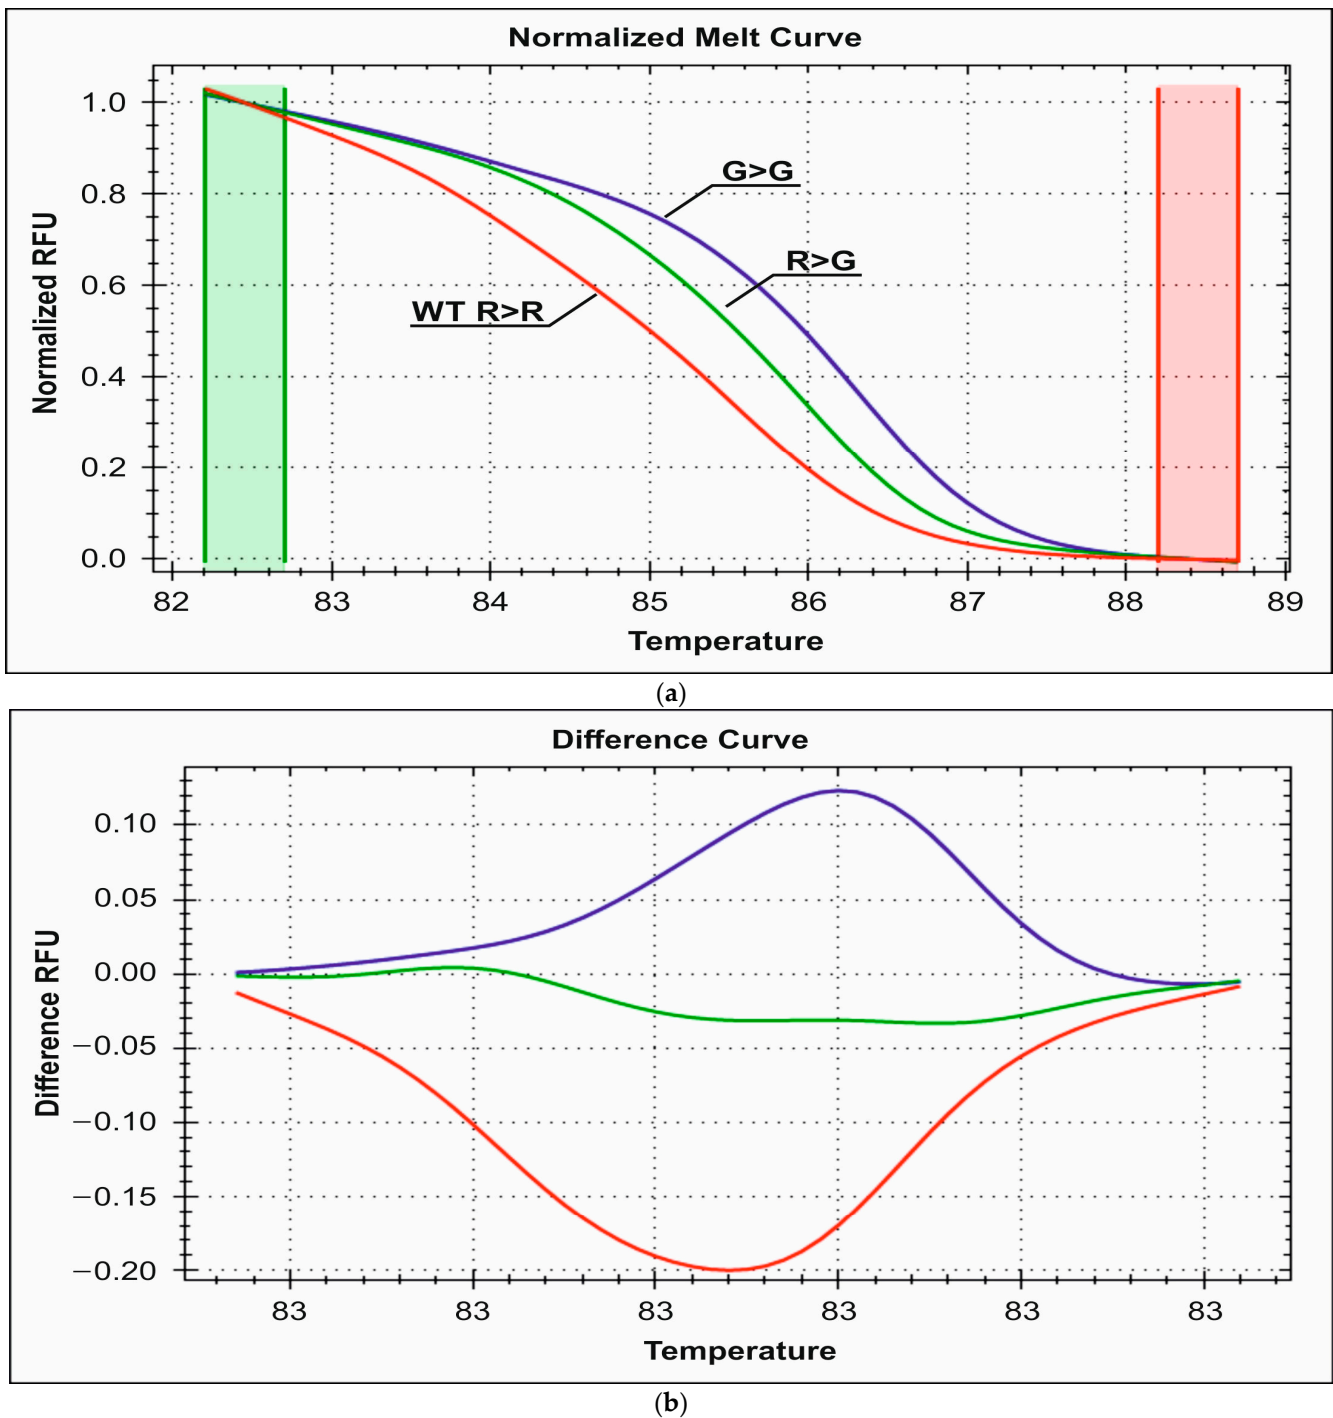 Normalized Melt Curve
1.0
0.8
0.6
0.4
0.2
0.0
Normalized RFU
G>G
R>G
WT R>R
82 83 84 85 86 87 88 89
Temperature
(a)
Difference Curve
0.10
0.05
0.00
−0.05
−0.10
−0.15
−0.20
Difference RFU
83 83 83 83 83 83
Temperature
(b)